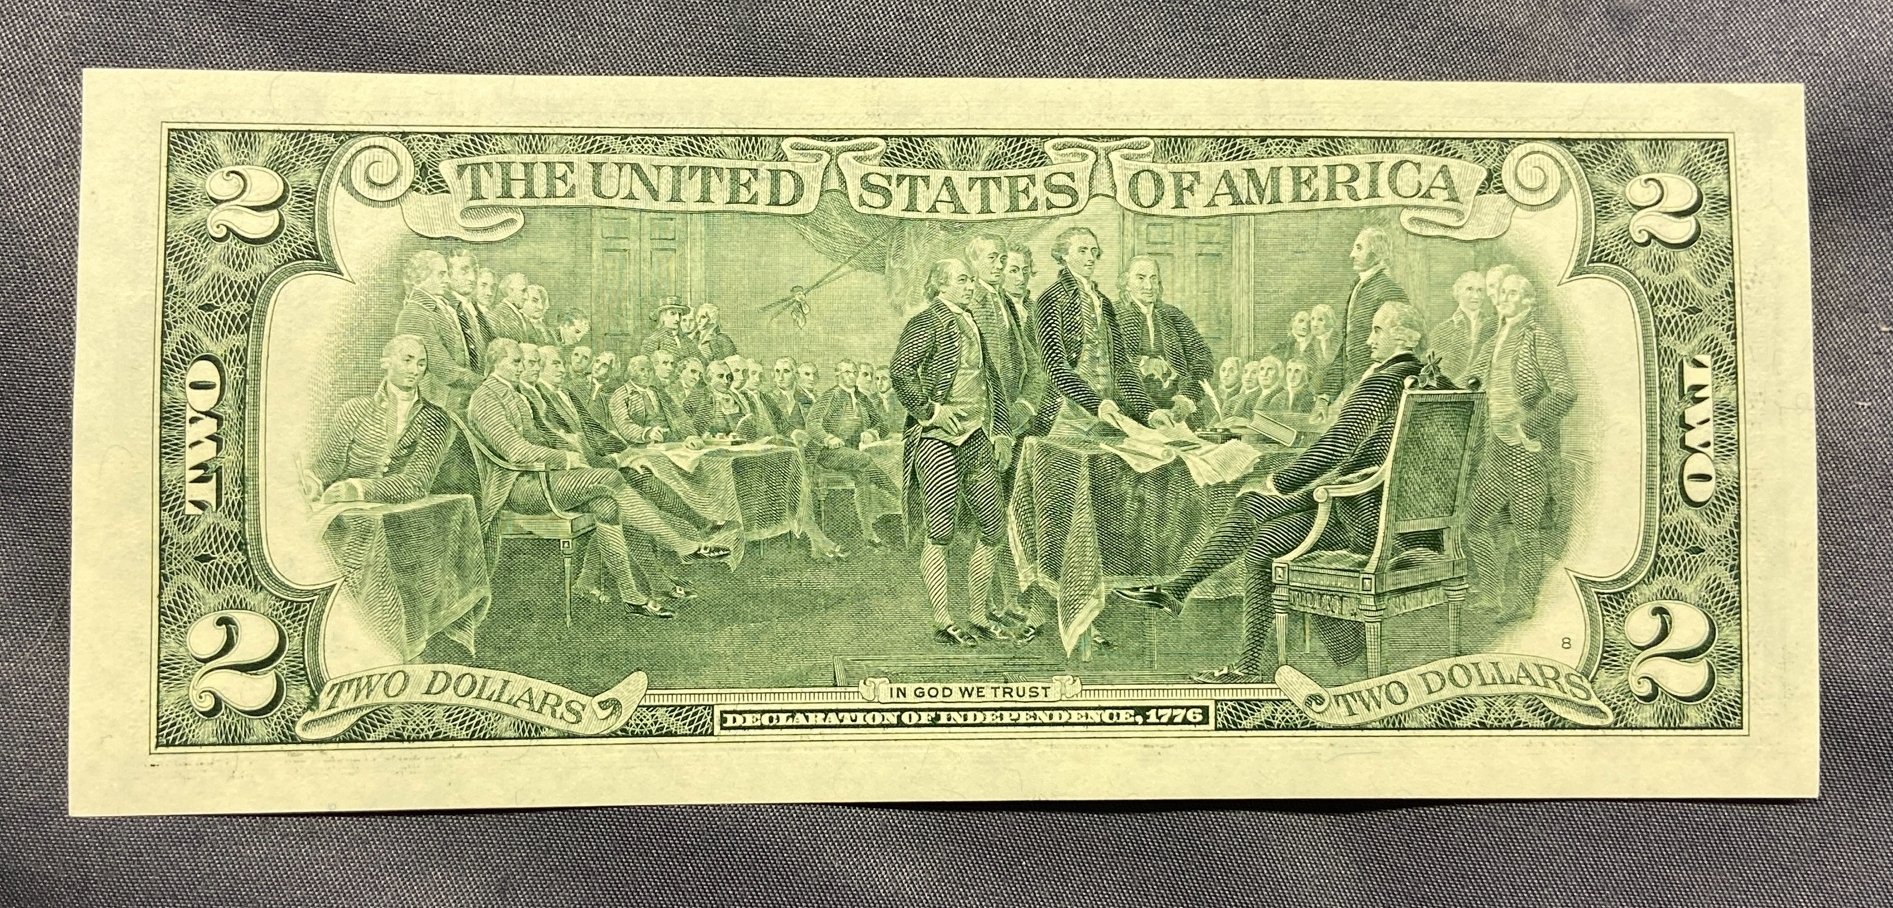 THE UNITED STATES OF AMERICA
2
2
TWO
TWO
8
2
2
TWO DOLLARS
IN GOD WE TRUST
TWO DOLLARS
DECLARATION OF INDEPENDENCE, 1776